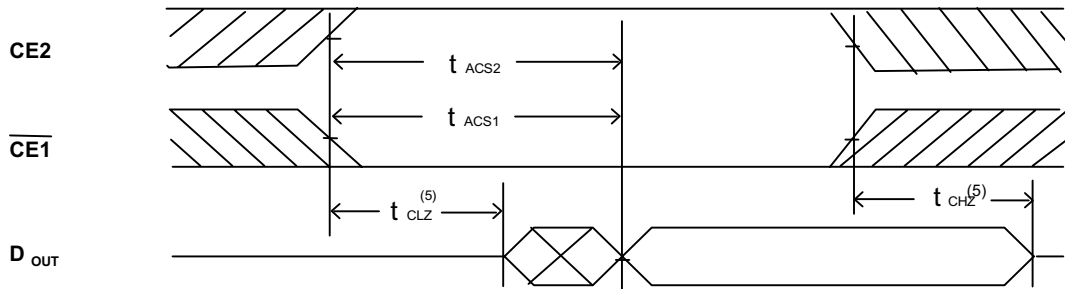 CE2
t ACS2
t ACS1
CE1
t CLZ (5)
t CHZ (5)
D OUT